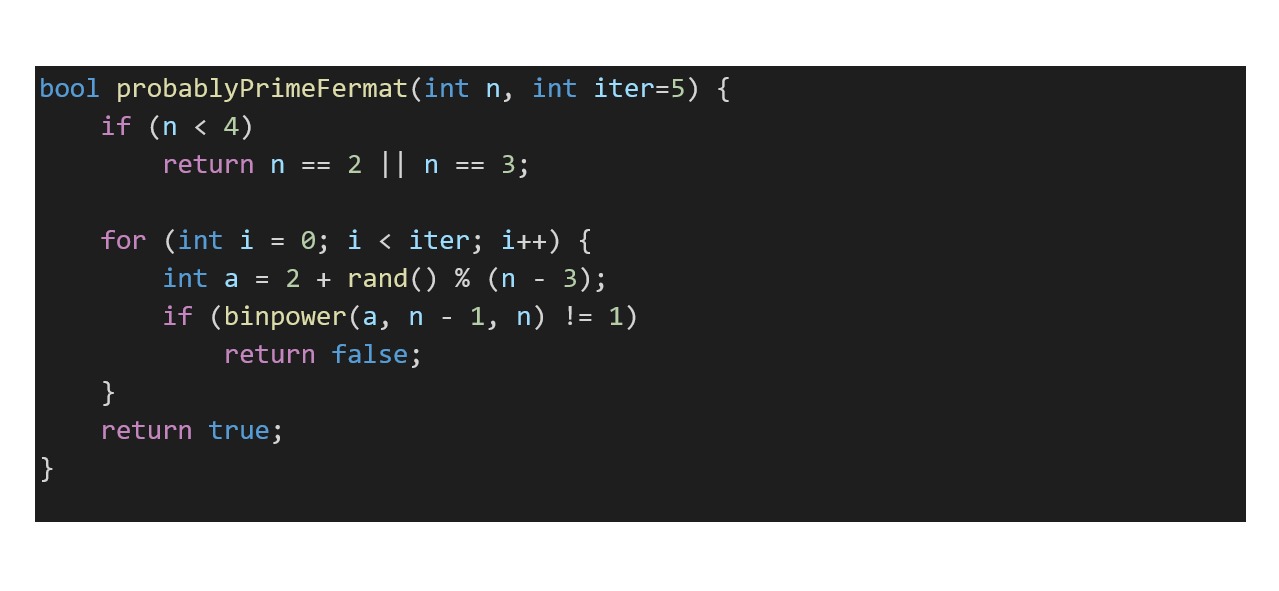 bool probablyPrimeFermat(int n, int iter=5) {
    if (n < 4)
        return n == 2 || n == 3;

    for (int i = 0; i < iter; i++) {
        int a = 2 + rand() % (n - 3);
        if (binpower(a, n - 1, n) != 1)
            return false;
    }
    return true;
}